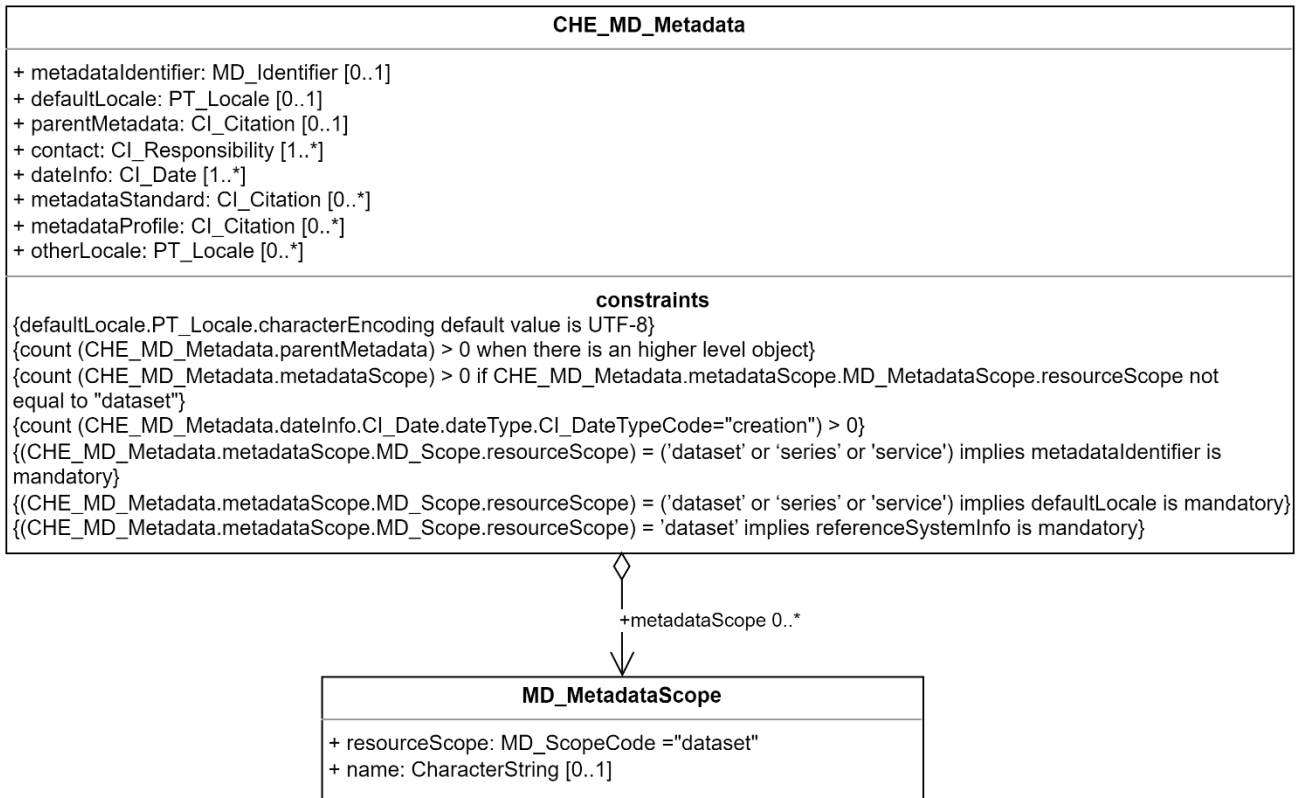 CHE_MD_Metadata
+ metadataIdentifier: MD_Identifier [0..1]
+ defaultLocale: PT_Locale [0..1]
+ parentMetadata: CI_Citation [0..1]
+ contact: CI_Responsibility [1..*]
+ dateInfo: CI_Date [1..*]
+ metadataStandard: CI_Citation [0..*]
+ metadataProfile: CI_Citation [0..*]
+ otherLocale: PT_Locale [0..*]
constraints
{defaultLocale.PT_Locale.characterEncoding default value is UTF-8}
{count (CHE_MD_Metadata.parentMetadata) > 0 when there is an higher level object}
{count (CHE_MD_Metadata.metadataScope) > 0 if CHE_MD_Metadata.metadataScope.MD_MetadataScope.resourceScope not
equal to "dataset"}
{count (CHE_MD_Metadata.dateInfo.CI_Date.dateType.CI_DateTypeCode="creation") > 0}
{(CHE_MD_Metadata.metadataScope.MD_Scope.resourceScope) = (’dataset’ or ‘series’ or 'service') implies metadataIdentifier is
mandatory}
{(CHE_MD_Metadata.metadataScope.MD_Scope.resourceScope) = (’dataset’ or ‘series’ or 'service') implies defaultLocale is mandatory}
{(CHE_MD_Metadata.metadataScope.MD_Scope.resourceScope) = ’dataset’ implies referenceSystemInfo is mandatory}
+metadataScope 0..*
MD_MetadataScope
+ resourceScope: MD_ScopeCode ="dataset"
+ name: CharacterString [0..1]